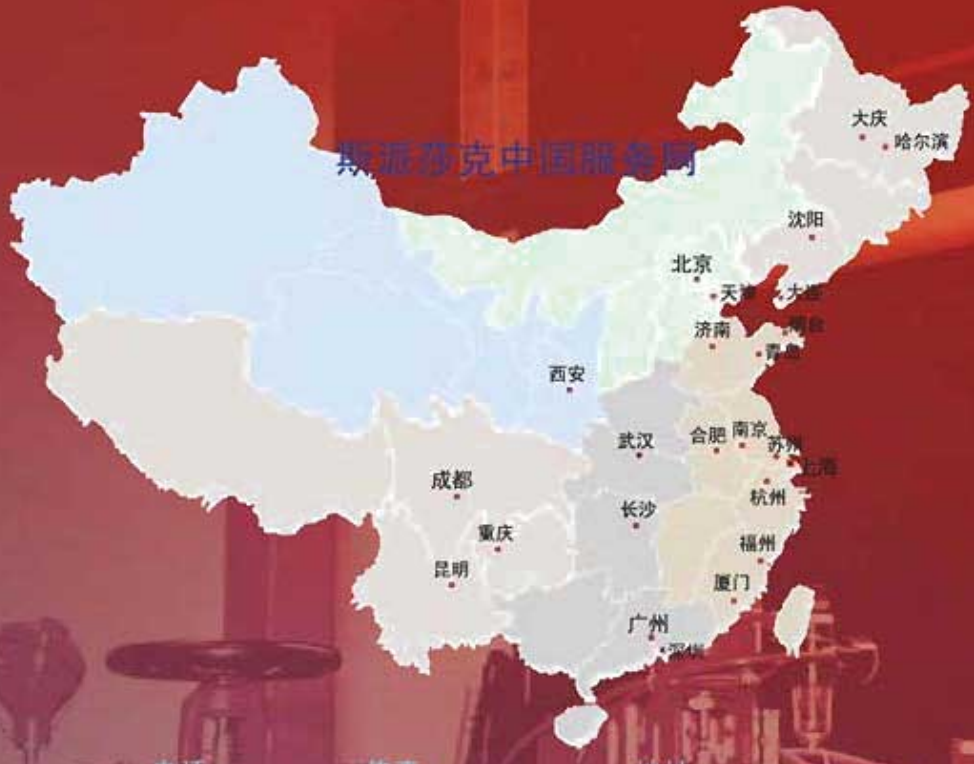 斯派莎克中国服务网
大庆
哈尔滨
沈阳
北京
天津
大连
烟台
济南
青岛
西安
武汉
合肥
南京
苏州
上海
成都
杭州
长沙
重庆
福州
昆明
厦门
广州
深圳